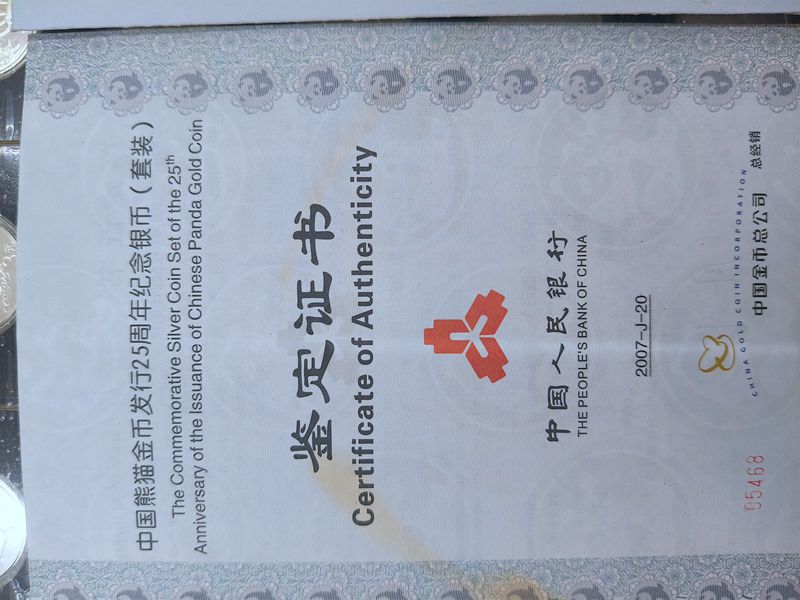 中国熊猫金币发行25周年纪念银币（套装）
The Commemorative Silver Coin Set of the 25th
Anniversary of the Issuance of Chinese Panda Gold Coin
鉴定证书
Certificate of Authenticity
中国人民银行
THE PEOPLE'S BANK OF CHINA
2007-J-20
CHINA GOLD COIN INCORPORATION
中国金币总公司 总经销
05468